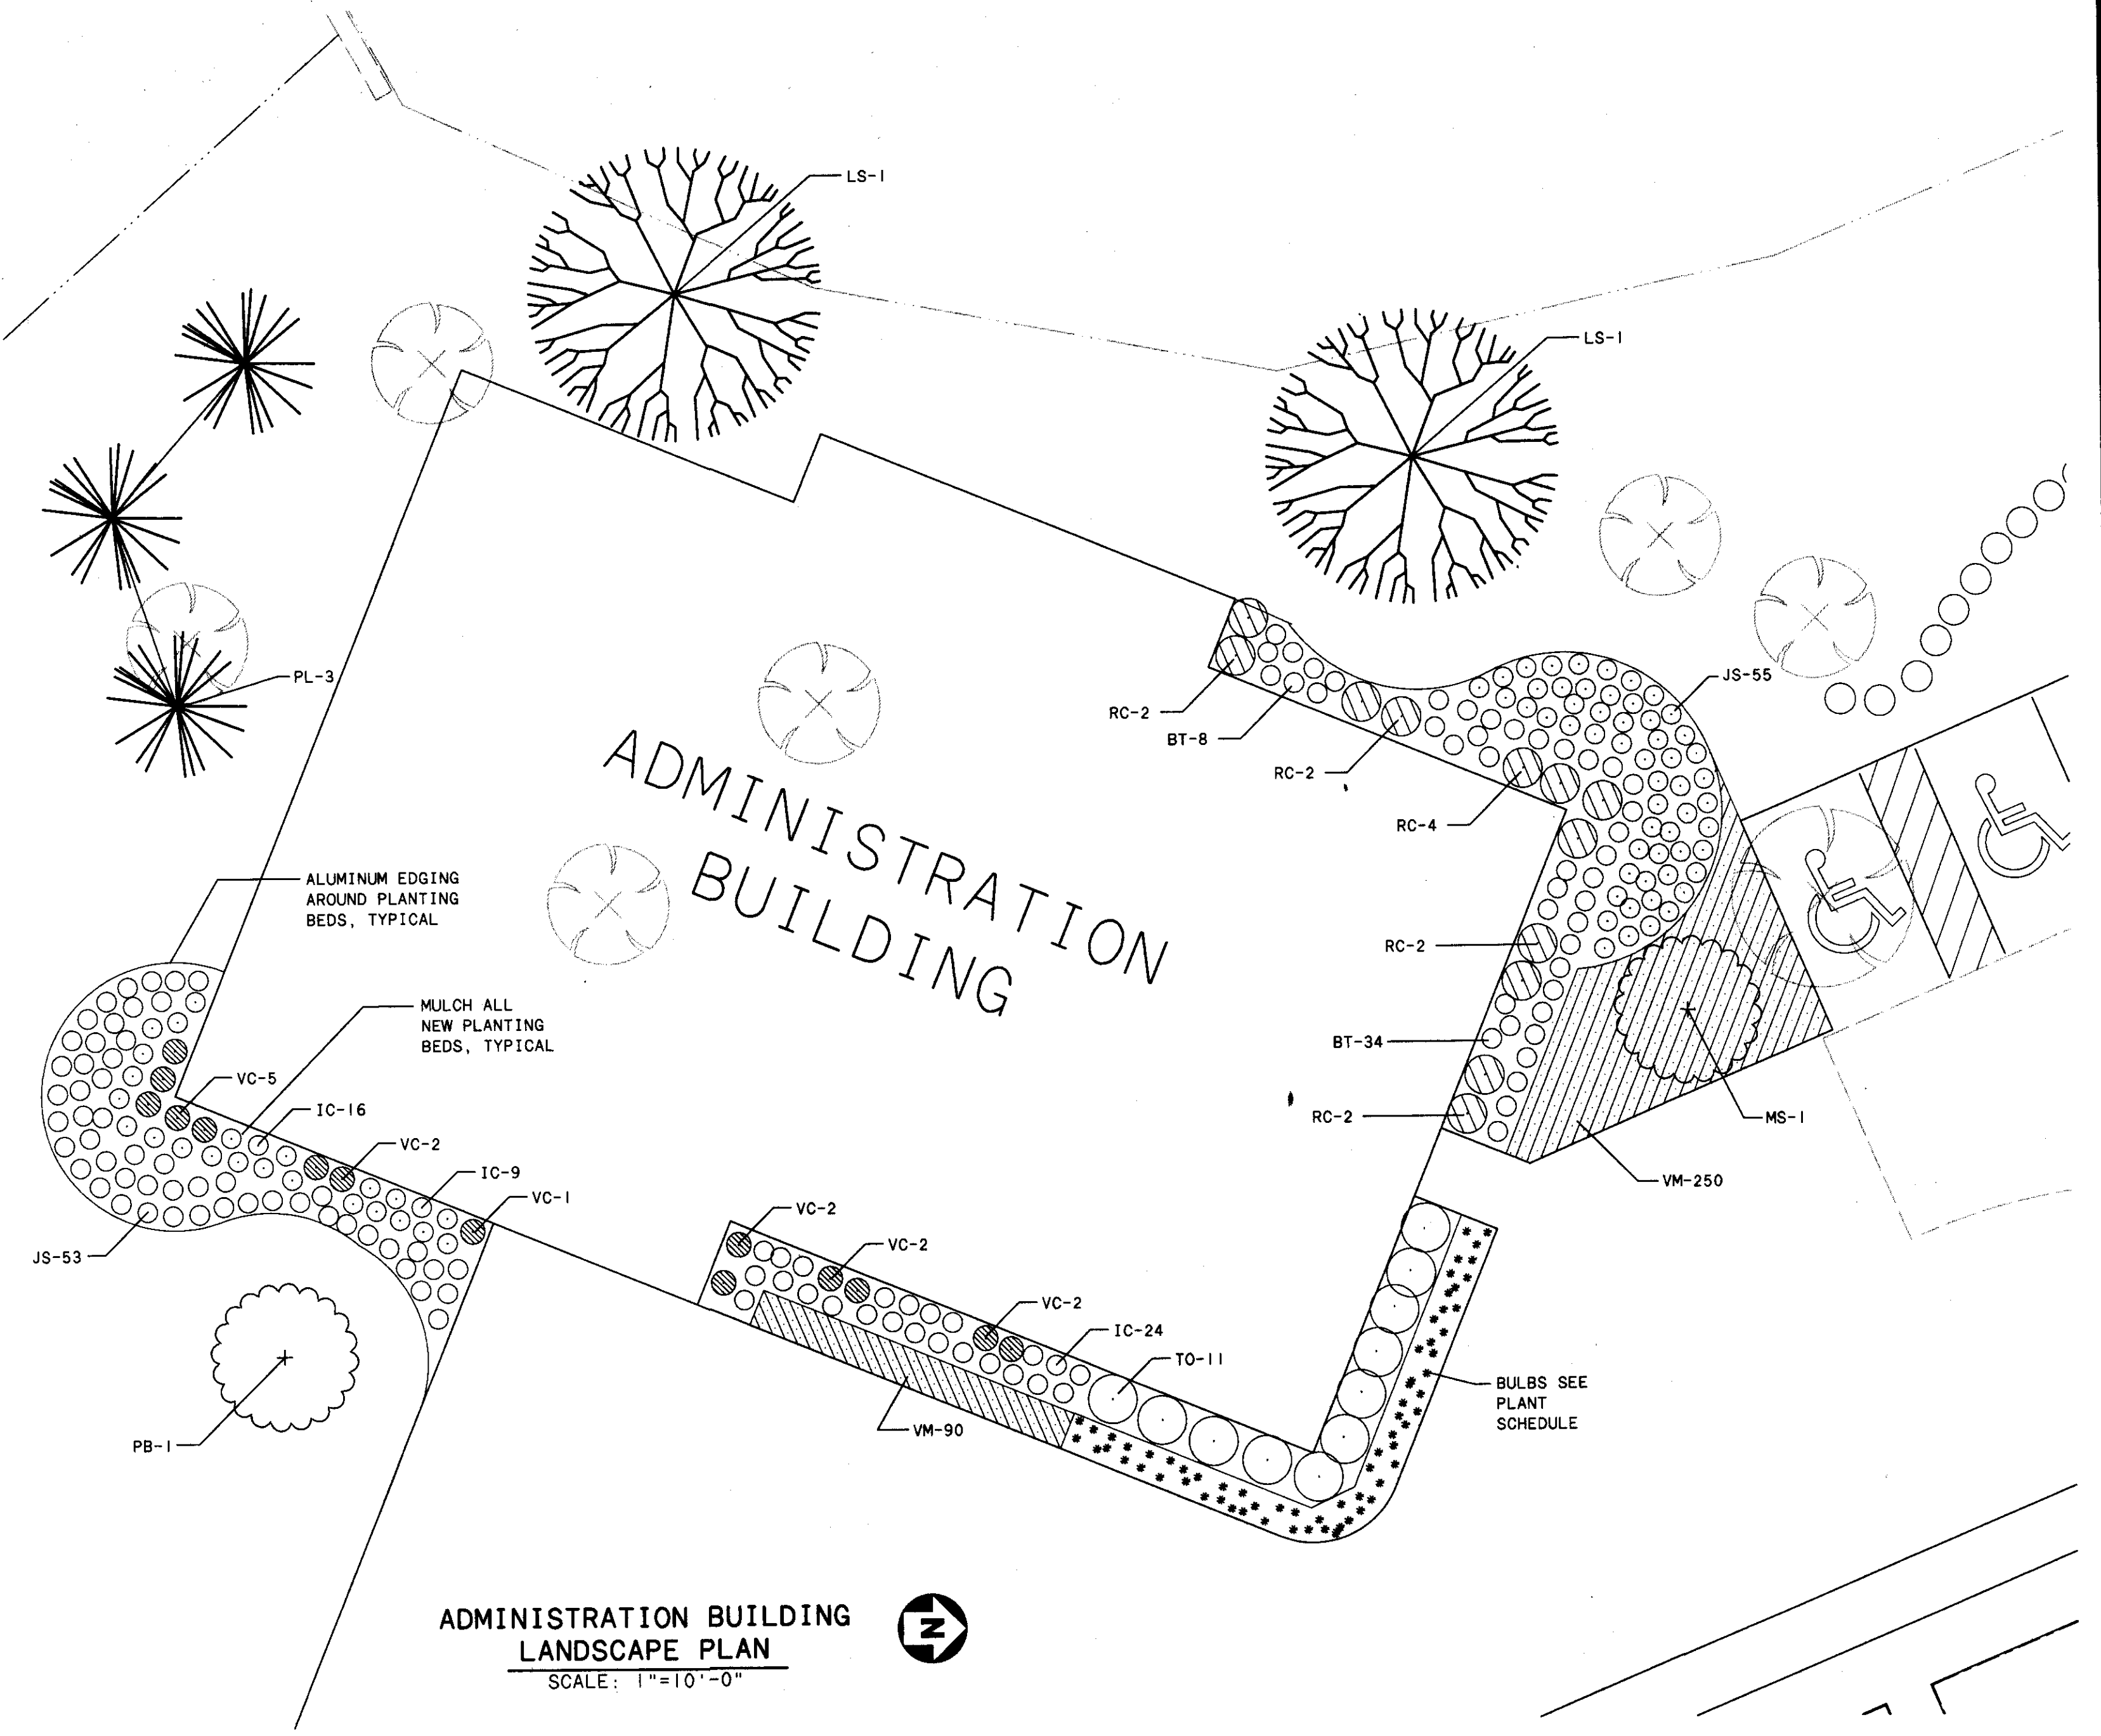 LS-1
LS-1
PL-3
JS-55
RC-2
BT-8
RC-2
RC-4
ADMINISTRATION
BUILDING
ALUMINUM EDGING
AROUND PLANTING
BEDS, TYPICAL
RC-2
MULCH ALL
NEW PLANTING
BEDS, TYPICAL
BT-34
VC-5
IC-16
RC-2
MS-1
VC-2
IC-9
VM-250
VC-1
VC-2
VC-2
JS-53
VC-2
IC-24
TO-11
BULBS SEE
PLANT
SCHEDULE
VM-90
PB-1
ADMINISTRATION BUILDING
LANDSCAPE PLAN
SCALE: 1"=10'-0"
N